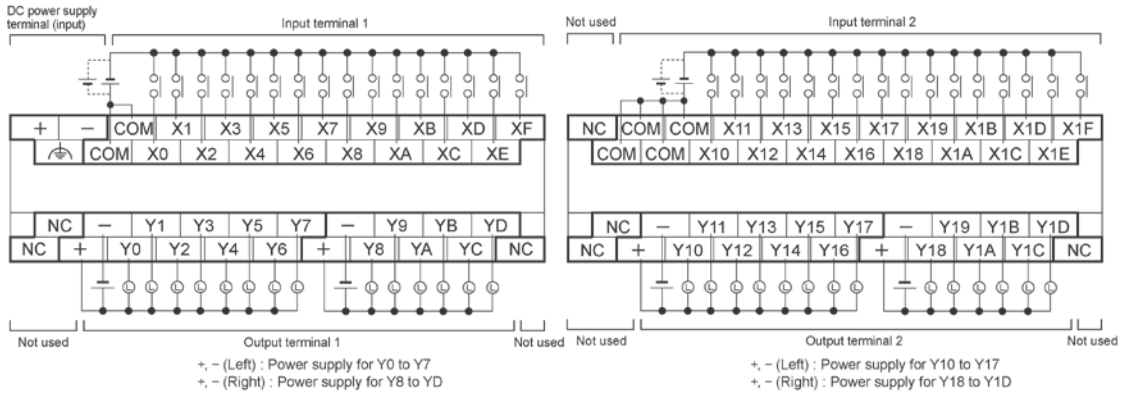 DC power supply
terminal (input)
Input terminal 1
+ − COM X1 X3 X5 X7 X9 XB XD XF
COM X0 X2 X4 X6 X8 XA XC XE
NC − Y1 Y3 Y5 Y7 − Y9 YB YD
NC + Y0 Y2 Y4 Y6 + Y8 YA YC NC
L L L L L L L L L L L L L L
Not used
Output terminal 1
Not used
+, − (Left) : Power supply for Y0 to Y7
+, − (Right) : Power supply for Y8 to YD
Not used
Input terminal 2
NC COM COM X11 X13 X15 X17 X19 X1B X1D X1F
COM COM X10 X12 X14 X16 X18 X1A X1C X1E
NC − Y11 Y13 Y15 Y17 − Y19 Y1B Y1D
NC + Y10 Y12 Y14 Y16 + Y18 Y1A Y1C NC
L L L L L L L L L L L L L L
Not used
Output terminal 2
Not used
+, − (Left) : Power supply for Y10 to Y17
+, − (Right) : Power supply for Y18 to Y1D